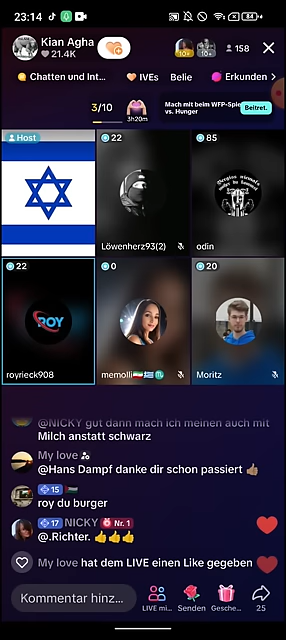 23:14
84
Kian Agha
21.4K
10+
10+
158
Chatten und Int...
IVEs
Belie
Erkunden
3/10
3h20m
Mach mit beim WFP-Spie
vs. Hunger
Beitret.
Host
22
85
Löwenherz93(2)
odin
22
0
20
ROY
royrieck908
memolli
Moritz
@NICKY gut dann mach ich meinen auch mit
Milch anstatt schwarz
My love
@Hans Dampf danke dir schon passiert
15
roy du burger
17 NICKY Nr. 1
@.Richter.
My love hat dem LIVE einen Like gegeben
Kommentar hinz...
LIVE mi...
Senden
Gesche...
25